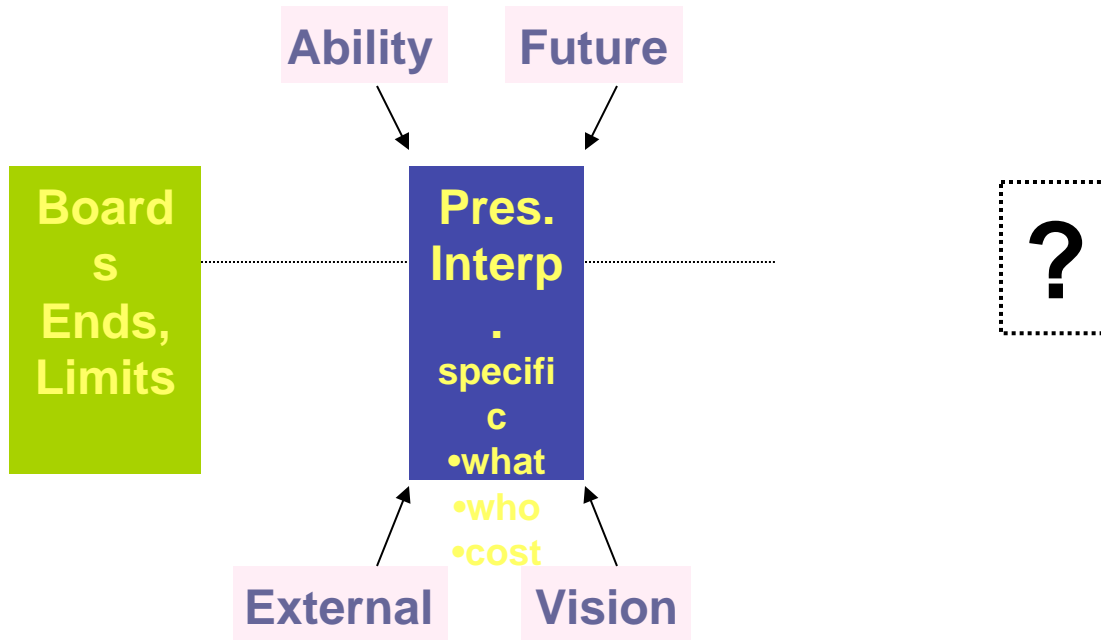 Ability
Future
Board
s
Ends,
Limits
Pres.
Interp
.
specifi
c
•what
•who
•cost
?
External
Vision